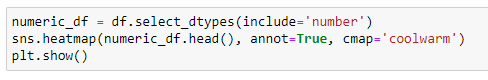 numeric_df = df.select_dtypes(include='number')
sns.heatmap(numeric_df.head(), annot=True, cmap='coolwarm')
plt.show()